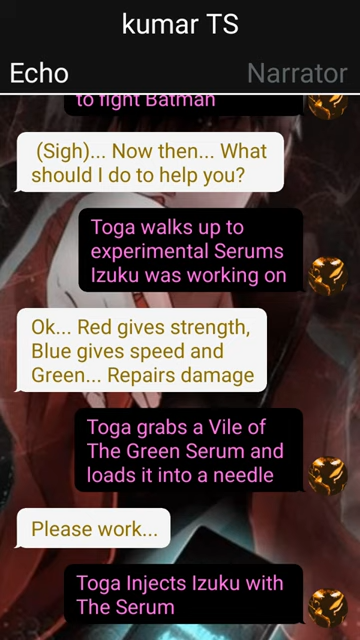 kumar TS
Echo
Narrator
to fight Batman
(Sigh)... Now then... What
should I do to help you?
Toga walks up to
experimental Serums
Izuku was working on
Ok... Red gives strength,
Blue gives speed and
Green... Repairs damage
Toga grabs a Vile of
The Green Serum and
loads it into a needle
Please work...
Toga Injects Izuku with
The Serum